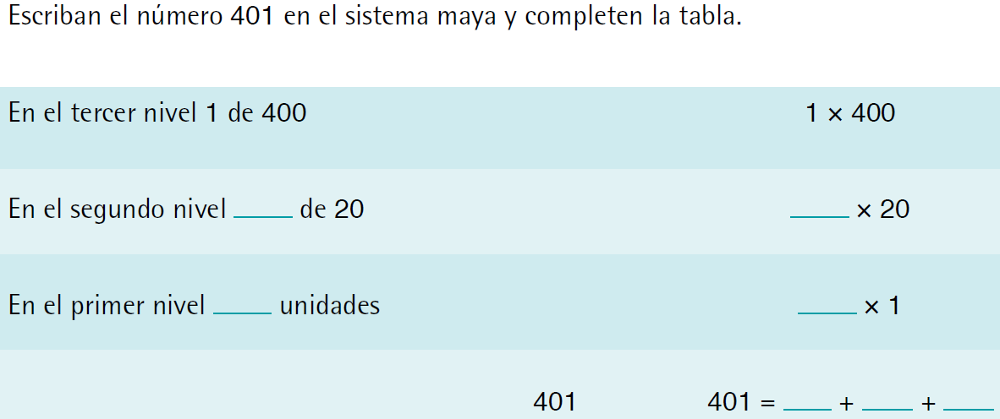 Escriban el número 401 en el sistema maya y completen la tabla.
En el tercer nivel 1 de 400 1 × 400
En el segundo nivel ____ de 20 ____ × 20
En el primer nivel ____ unidades ____ × 1
401 401 = ____ + ____ + ____